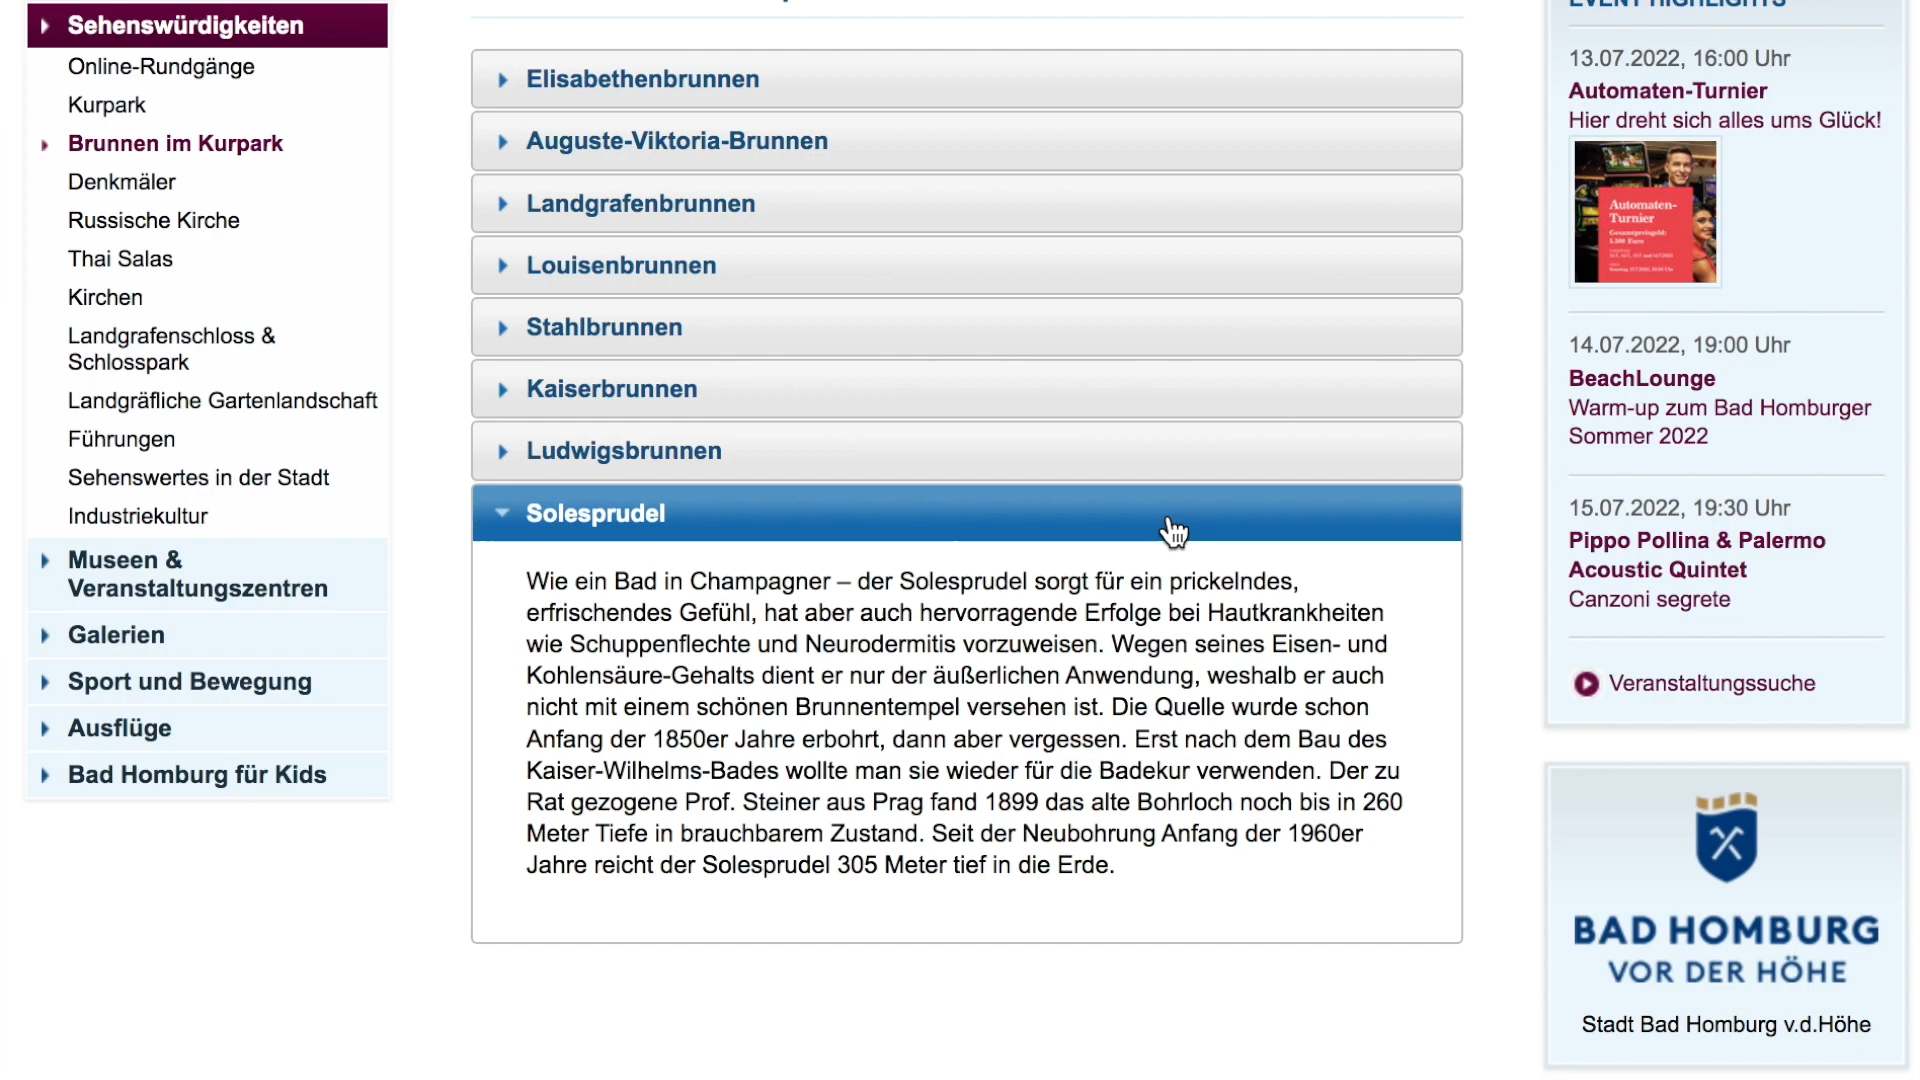 Sehenswürdigkeiten
Online-Rundgänge
Kurpark
Brunnen im Kurpark
Denkmäler
Russische Kirche
Thai Salas
Kirchen
Landgrafenschloss &
Schlosspark
Landgräfliche Gartenlandschaft
Führungen
Sehenswertes in der Stadt
Industriekultur
Museen &
Veranstaltungszentren
Galerien
Sport und Bewegung
Ausflüge
Bad Homburg für Kids
Elisabethenbrunnen
Auguste-Viktoria-Brunnen
Landgrafenbrunnen
Louisenbrunnen
Stahlbrunnen
Kaiserbrunnen
Ludwigsbrunnen
Solesprudel
Wie ein Bad in Champagner – der Solesprudel sorgt für ein prickelndes,
erfrischendes Gefühl, hat aber auch hervorragende Erfolge bei Hautkrankheiten
wie Schuppenflechte und Neurodermitis vorzuweisen. Wegen seines Eisen- und
Kohlensäure-Gehalts dient er nur der äußerlichen Anwendung, weshalb er auch
nicht mit einem schönen Brunnentempel versehen ist. Die Quelle wurde schon
Anfang der 1850er Jahre erbohrt, dann aber vergessen. Erst nach dem Bau des
Kaiser-Wilhelms-Bades wollte man sie wieder für die Badekur verwenden. Der zu
Rat gezogene Prof. Steiner aus Prag fand 1899 das alte Bohrloch noch bis in 260
Meter Tiefe in brauchbarem Zustand. Seit der Neubohrung Anfang der 1960er
Jahre reicht der Solesprudel 305 Meter tief in die Erde.
EVENT HIGHLIGHTS
13.07.2022, 16:00 Uhr
Automaten-Turnier
Hier dreht sich alles ums Glück!
Automaten-
Turnier
Gesamtpreisgeld:
14.07.2022, 19:00 Uhr
BeachLounge
Warm-up zum Bad Homburger
Sommer 2022
15.07.2022, 19:30 Uhr
Pippo Pollina & Palermo
Acoustic Quintet
Canzoni segrete
Veranstaltungssuche
BAD HOMBURG
VOR DER HÖHE
Stadt Bad Homburg v.d.Höhe